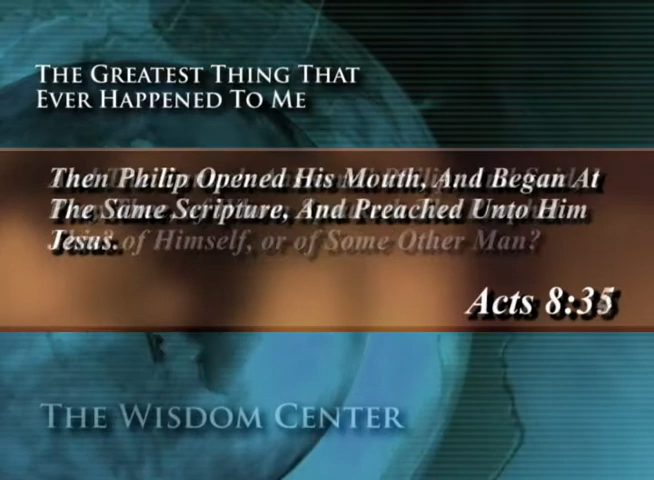 The Greatest Thing That
Ever Happened To Me
Then Philip Opened His Mouth, And Began At
The Same Scripture, And Preached Unto Him
Jesus.
of Himself, or of Some Other Man?
Acts 8:35
The Wisdom Center